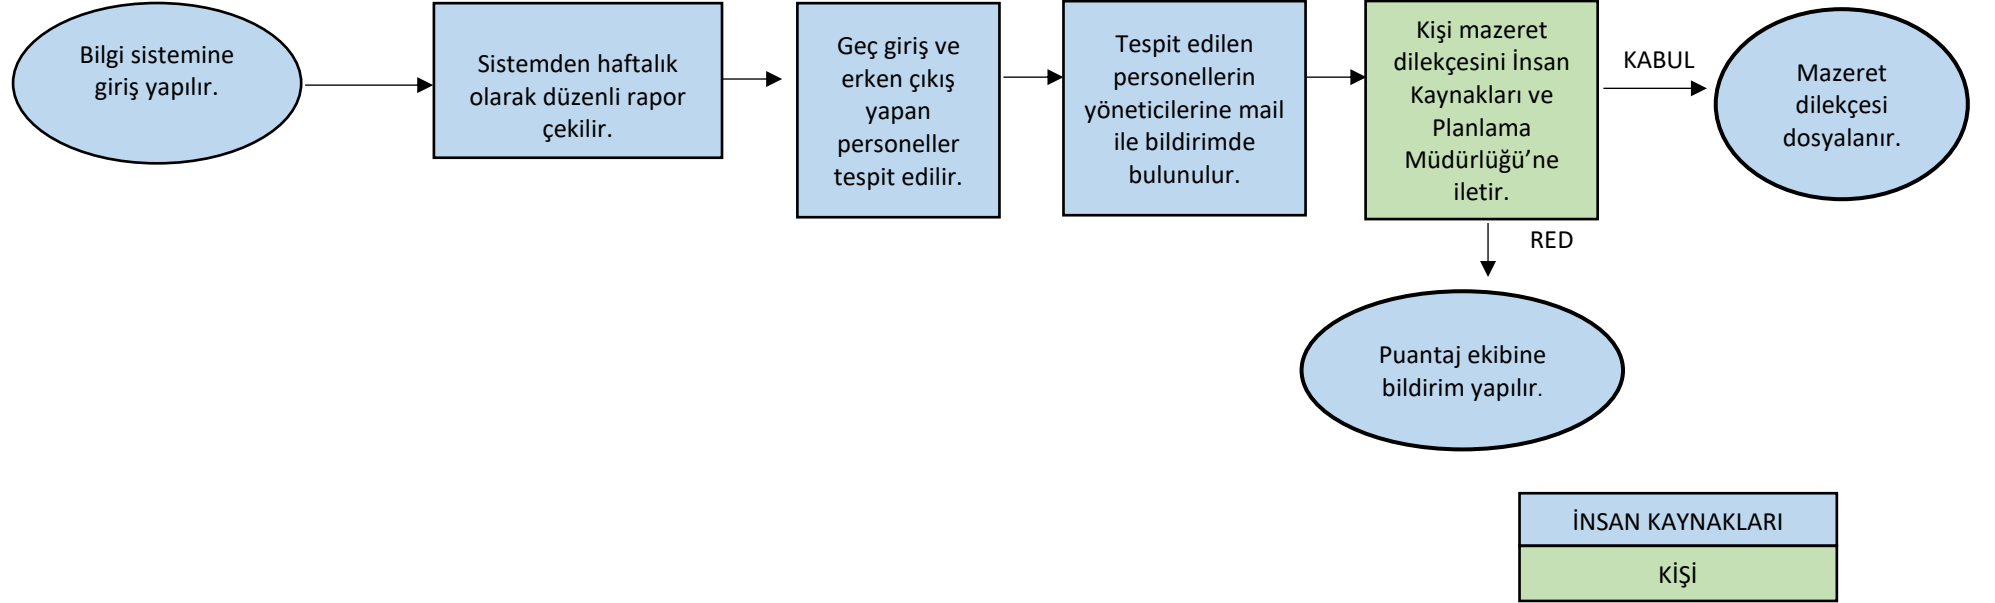 Bilgi sistemine
giriş yapılır.
Sistemden haftalık
olarak düzenli rapor
çekilir.
Geç giriş ve
erken çıkış
yapan
personeller
tespit edilir.
Tespit edilen
personellerin
yöneticilerine mail
ile bildirimde
bulunulur.
Kişi mazeret
dilekçesini İnsan
Kaynakları ve
Planlama
Müdürlüğü’ne
iletir.
KABUL
Mazeret
dilekçesi
dosyalanır.
RED
Puantaj ekibine
bildirim yapılır.
İNSAN KAYNAKLARI
KİŞİ